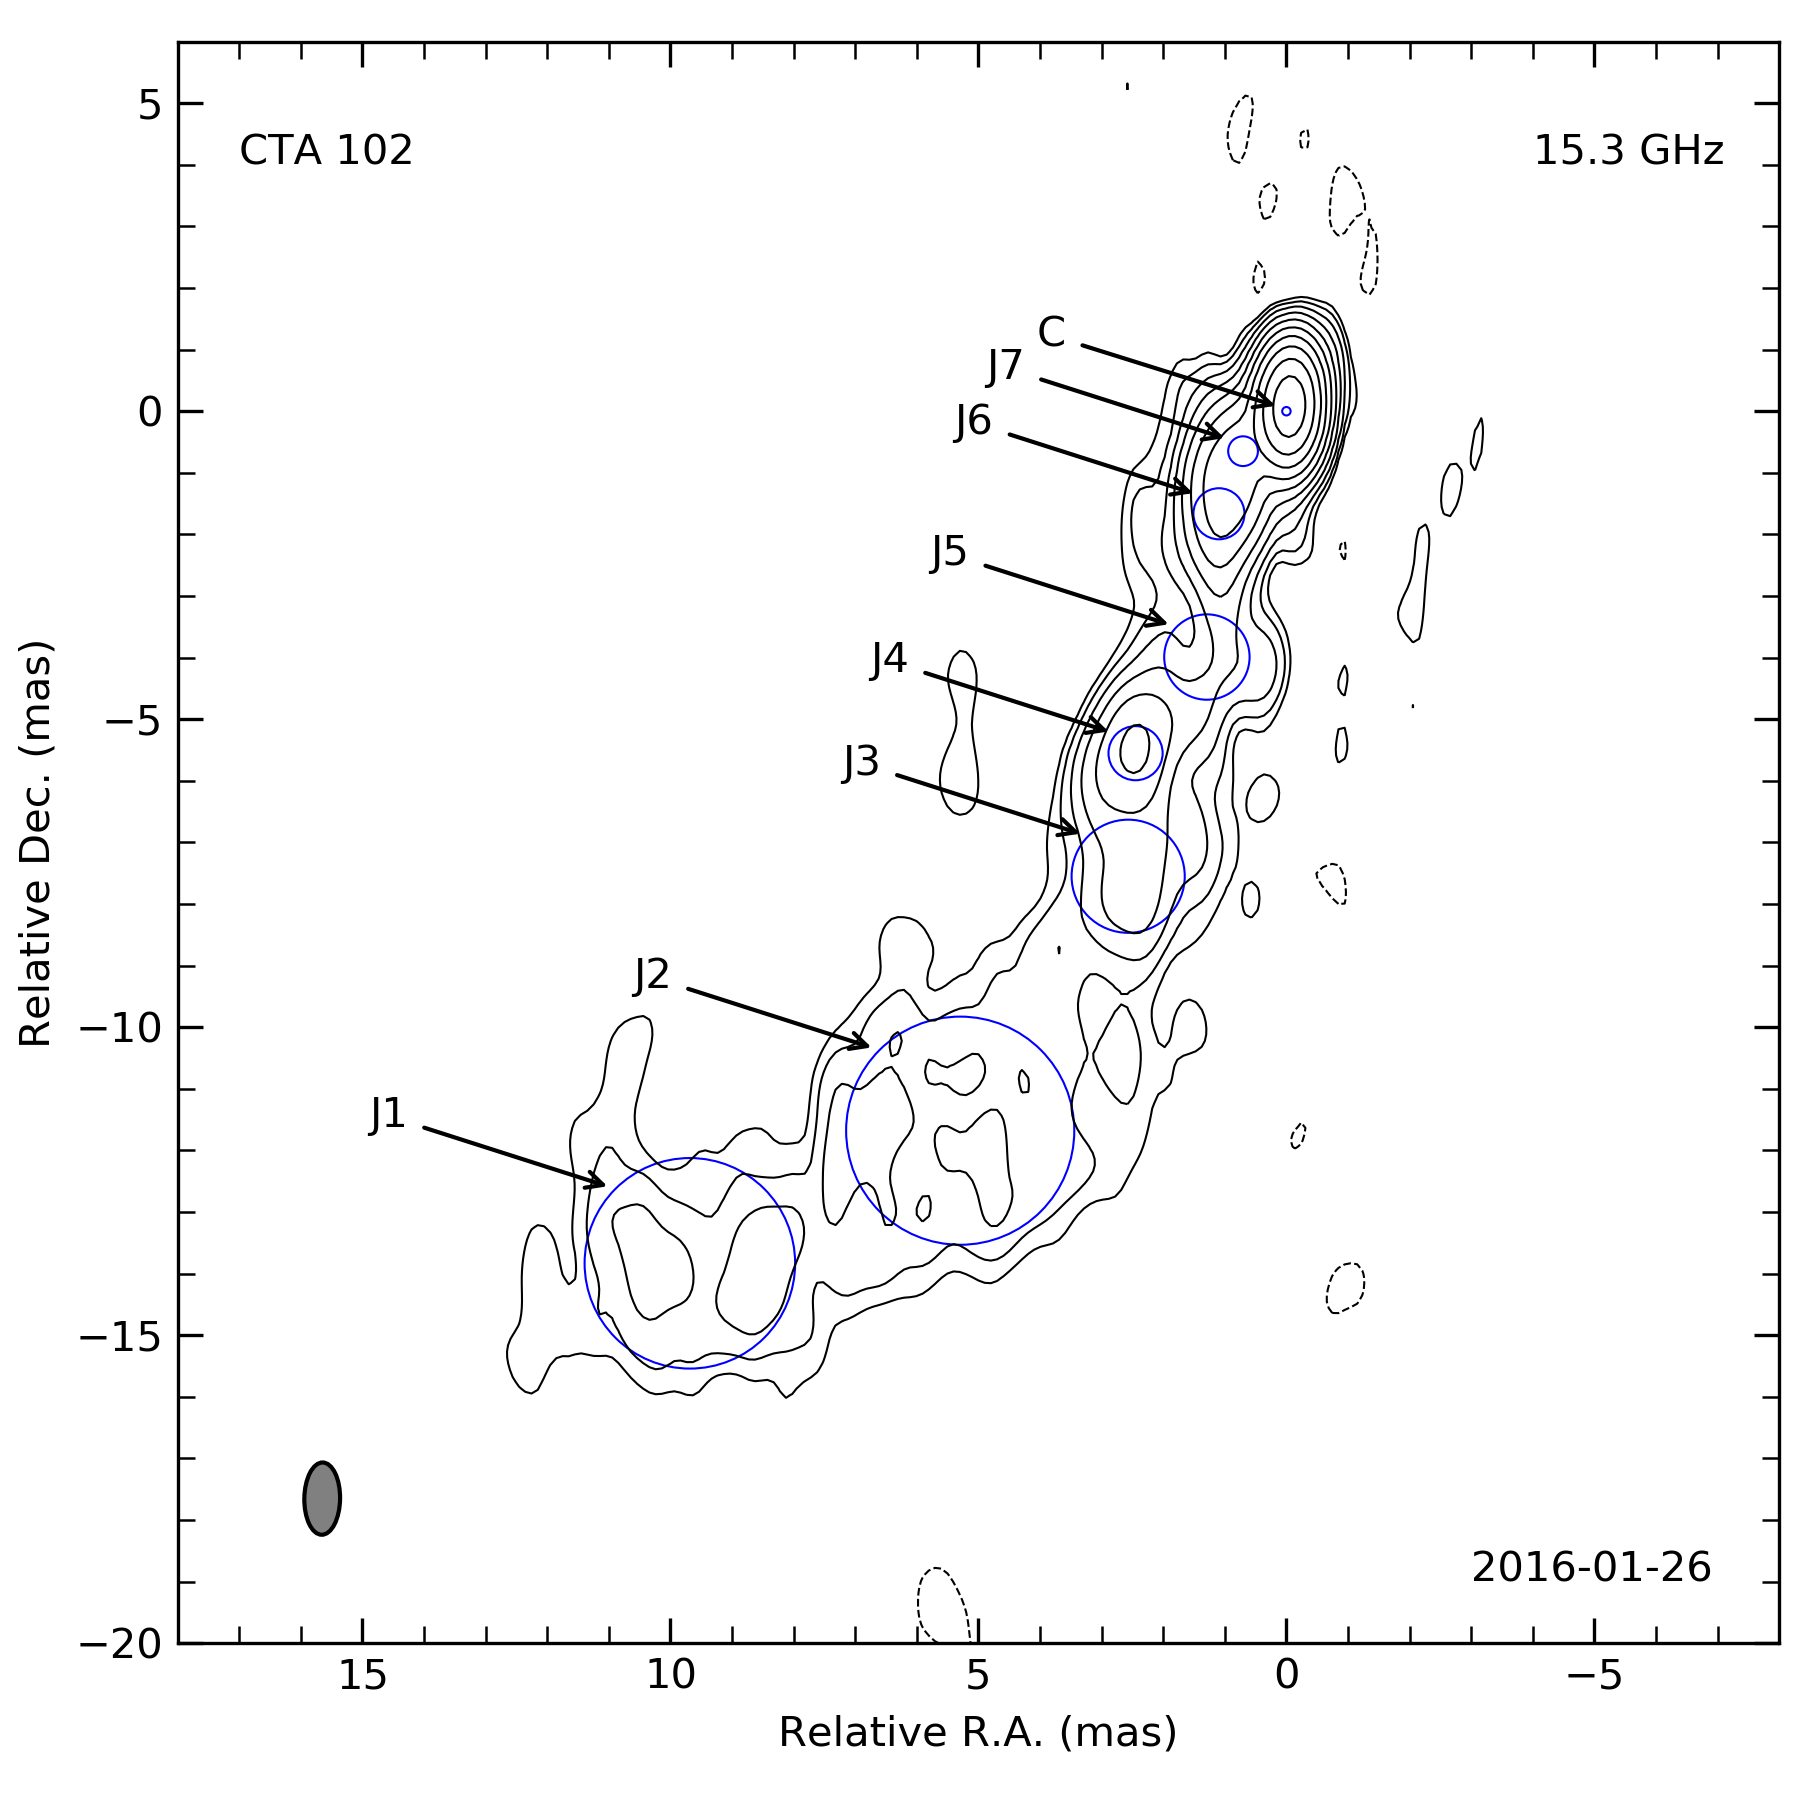 5
CTA 102
15.3 GHz
C
J7
0
J6
J5
J4
−5
J3
J2
−10
J1
−15
2016-01-26
−20
15
10
5
0
−5
Relative R.A. (mas)
Relative Dec. (mas)